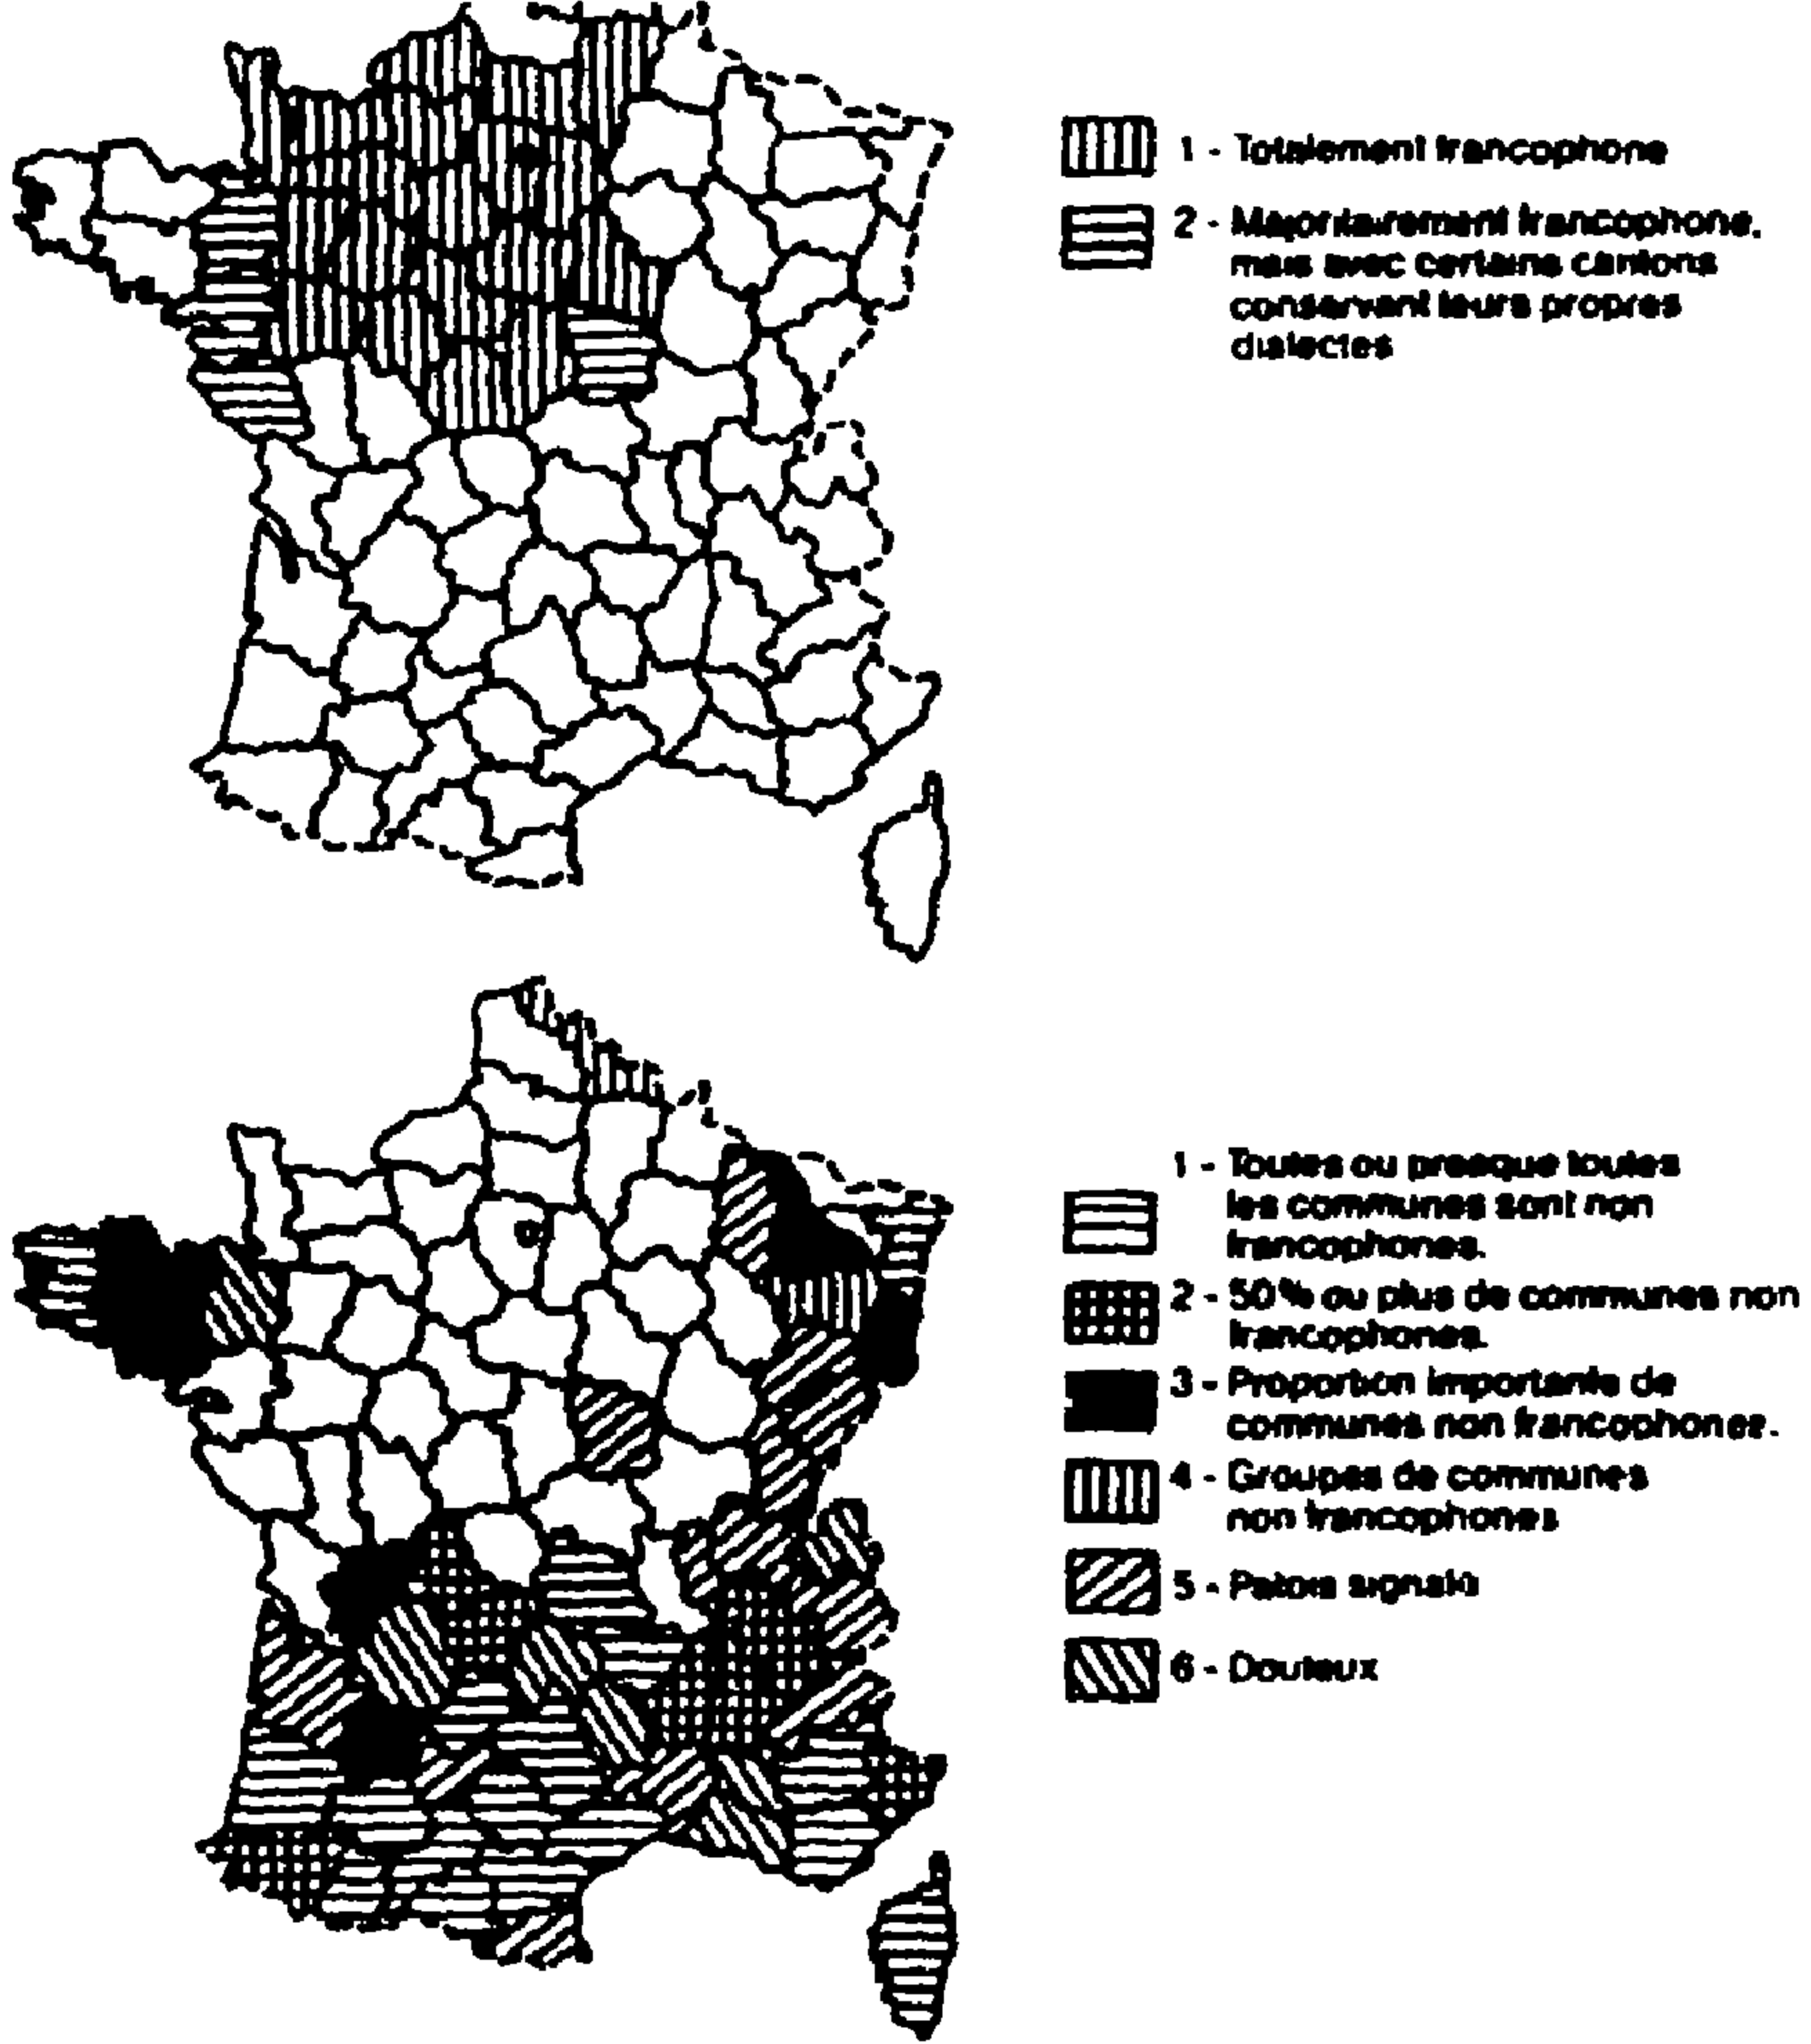 1 - Totalement francophone
2 - Majoritairement francophone,
mais avec certains cantons
conservant leurs propres
dialectes
1 - Toutes ou presque toutes
les communes sont non
francophones.
2 - 50 % ou plus de communes non
francophones.
3 - Proportion importante de
communes non francophones.
4 - Groupes de communes
non francophones
5 - Patois signalé
6 - Douteux